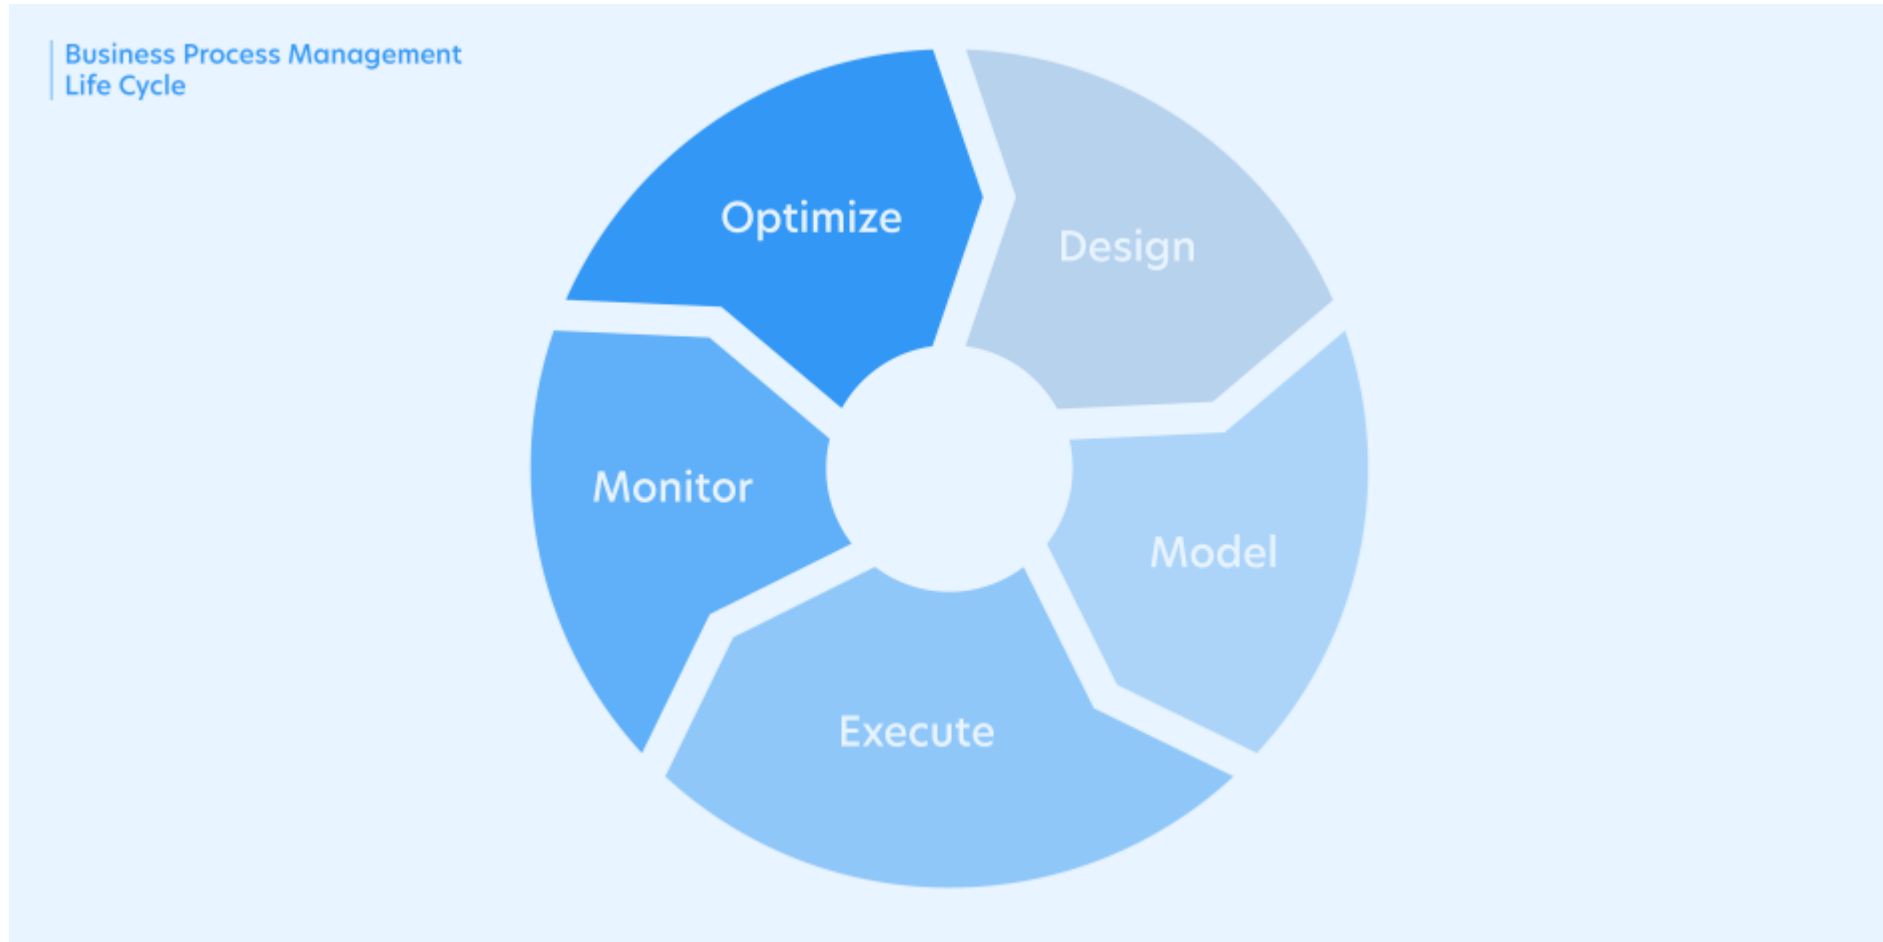 Business Process Management
Life Cycle
Optimize
Design
Monitor
Model
Execute